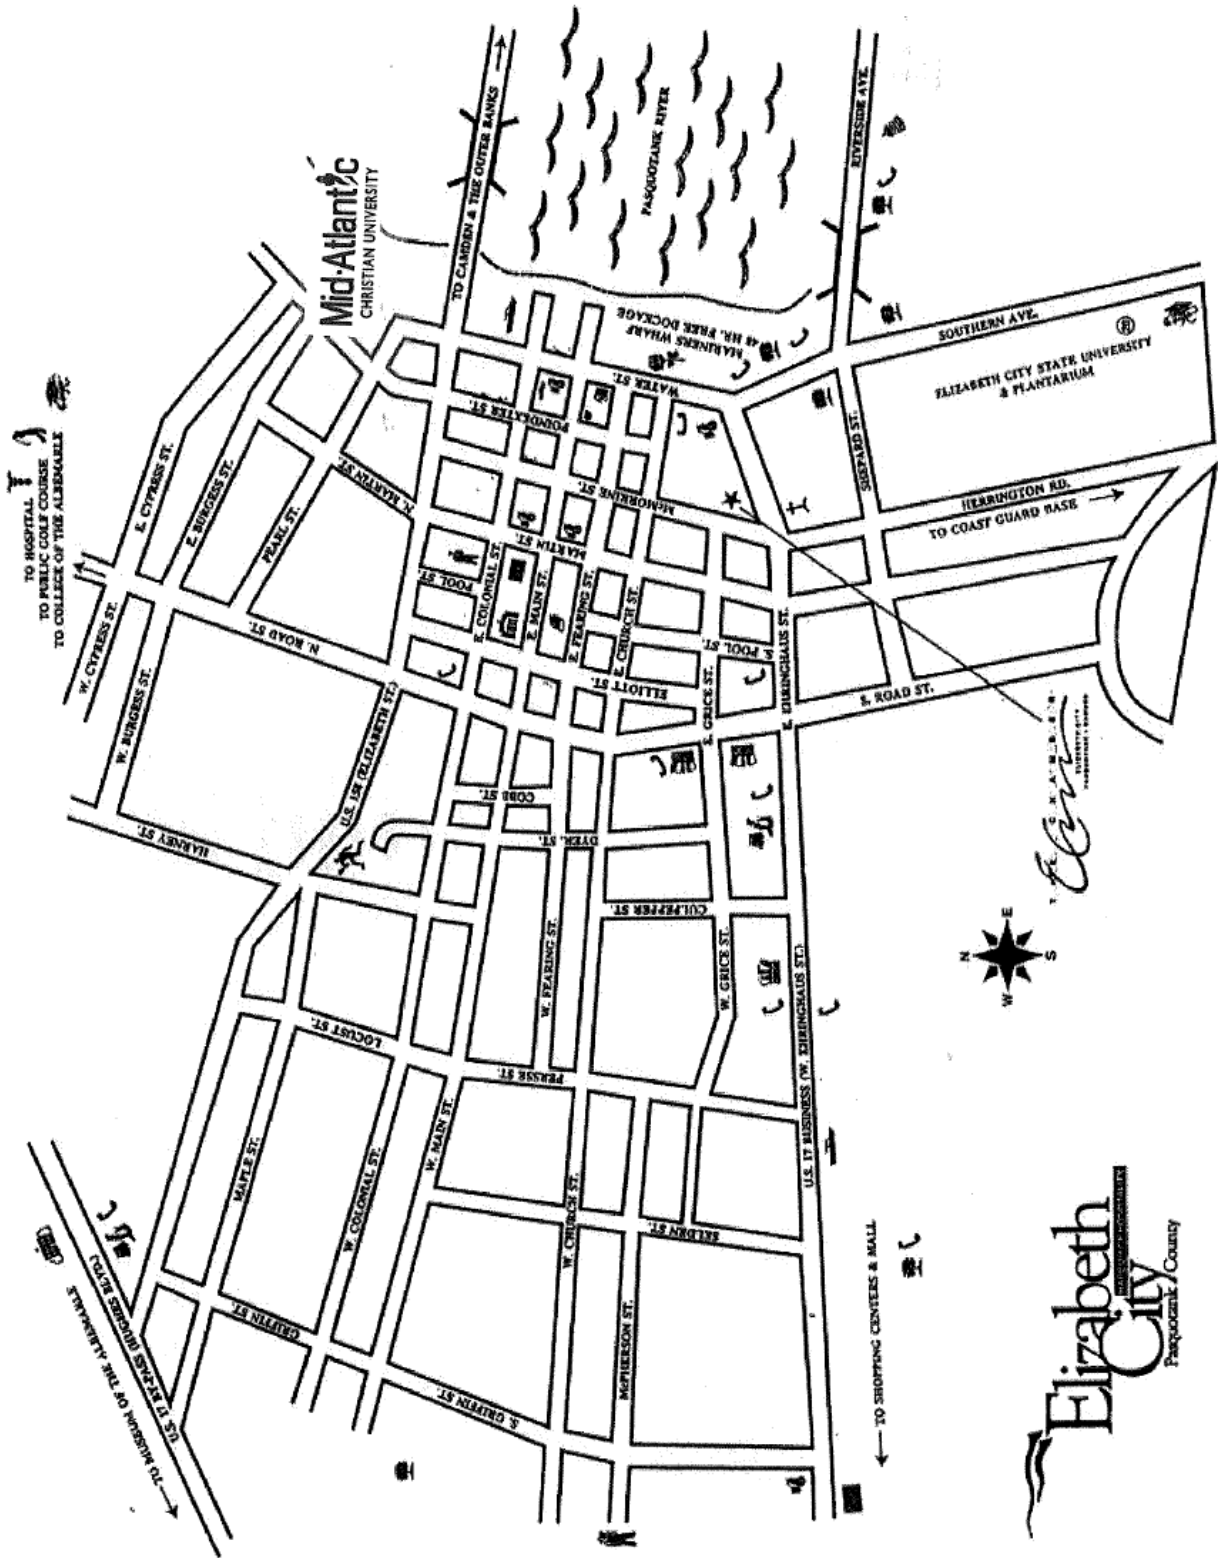 TO HOSPITAL
TO PUBLIC GOLF COURSE
TO COLLEGE OF THE ALBEMARLE
Mid-Atlantic
CHRISTIAN UNIVERSITY
TO CAMDEN & THE OUTER BANKS
PASQUOTANK RIVER
RIVERSIDE AVE.
MARINERS WHARF
48 HR. FREE DOCKAGE
SOUTHERN AVE.
ELIZABETH CITY STATE UNIVERSITY
& PLANTARIUM
SHEPARD ST.
HERRINGTON RD.
TO COAST GUARD BASE
WATER ST.
POUNDEXTER ST.
McMORRINE ST.
N. MARTIN ST.
MARTIN ST.
POOL ST.
E. COLONIAL ST.
E. MAIN ST.
E. FEARING ST.
E. CHURCH ST.
ELLIOTT ST.
S. POOL ST.
E. GRICE ST.
E. EHRINGHAUS ST.
S. ROAD ST.
E. CYPRESS ST.
E. BURGESS ST.
PEARL ST.
N. ROAD ST.
W. CYPRESS ST.
W. BURGESS ST.
HARNEY ST.
U.S. 158 (ELIZABETH ST.)
COBB ST.
DYER. ST.
CULPEPPER ST.
W. FEARING ST.
W. GRICE ST.
U.S. 17 BUSINESS (W. EHRINGHAUS ST.)
LOCUST ST.
PERSSE ST.
MAPLE ST.
W. COLONIAL ST.
W. MAIN ST.
W. CHURCH ST.
SELDEN ST.
McPHERSON ST.
GRIFFIN ST.
S. GRIFFIN ST.
U.S. 17 BY-PASS (HUGHES BLVD.)
TO MUSEUM OF THE ALBEMARLE
TO SHOPPING CENTERS & MALL
N
E
S
W
CHAMBER
Elizabeth
City
Pasquotank County